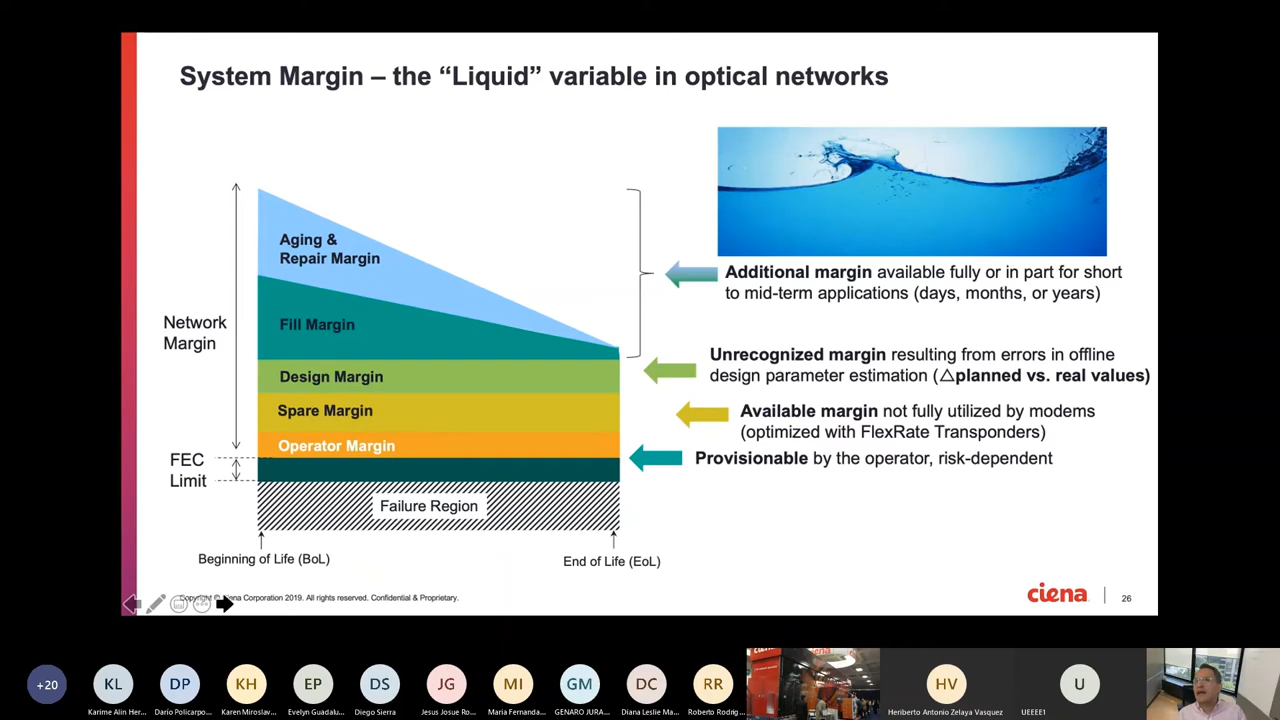 System Margin – the “Liquid” variable in optical networks
Aging &
Repair Margin
Fill Margin
Design Margin
Spare Margin
Operator Margin
Network
Margin
FEC
Limit
Failure Region
Beginning of Life (BoL)
End of Life (EoL)
Additional margin available fully or in part for short
to mid-term applications (days, months, or years)
Unrecognized margin resulting from errors in offline
design parameter estimation (△planned vs. real values)
Available margin not fully utilized by modems
(optimized with FlexRate Transponders)
Provisionable by the operator, risk-dependent
Copyright © Ciena Corporation 2019. All rights reserved. Confidential & Proprietary.
ciena
26
+20
KL
DP
KH
EP
DS
JG
MI
GM
DC
RR
HV
U
Karime Alin Her...
Darío Policarpo...
Karen Miroslav...
Evelyn Guadalu...
Diego Sierra
Jesus Josue Ro...
María Fernanda...
GENARO JURA...
Diana Leslie Ma...
Roberto Rodrig...
Heriberto Antonio Zelaya Vasquez
UEEEE1